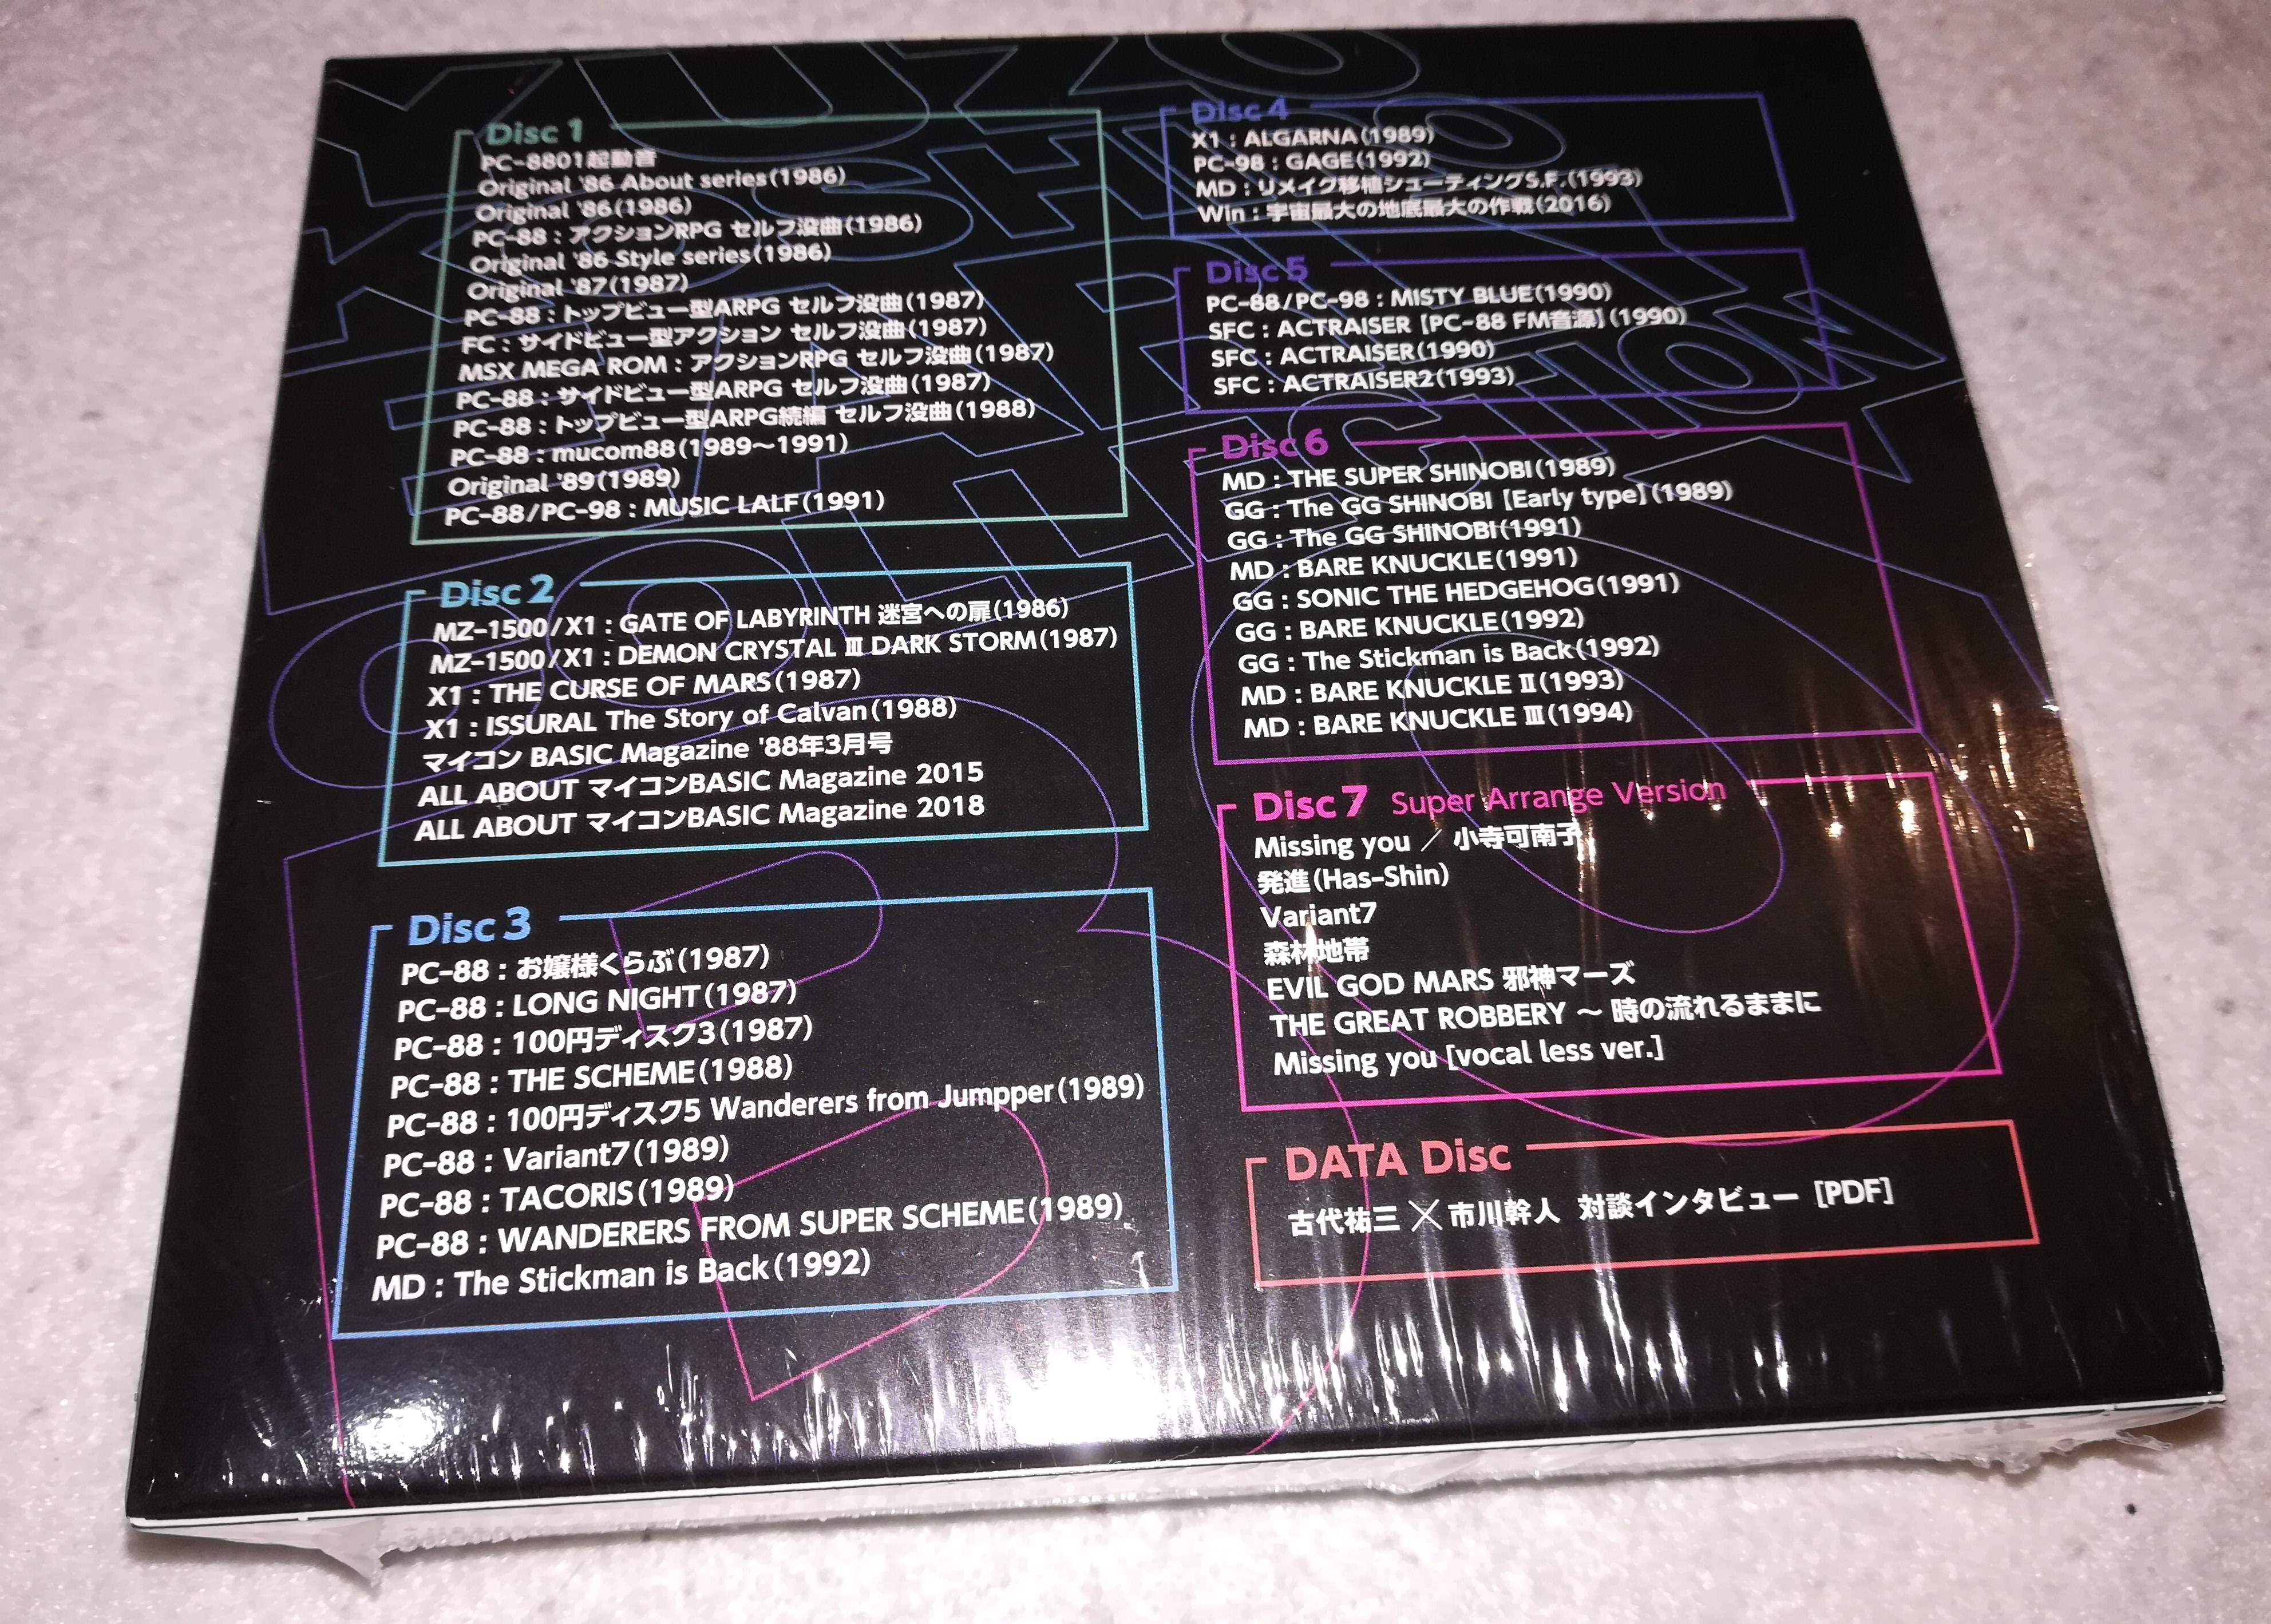 YUZO
KOSHIRO
EARLY
COLLECTION
BOX
Disc 1
PC-8801起動音
Original '86 About series(1986)
Original '86(1986)
PC-88 : アクションRPG セルフ没曲(1986)
Original '86 Style series(1986)
Original '87(1987)
PC-88 : トップビュー型ARPG セルフ没曲(1987)
FC : サイドビュー型アクション セルフ没曲(1987)
MSX MEGA ROM : アクションRPG セルフ没曲(1987)
PC-88 : サイドビュー型ARPG セルフ没曲(1987)
PC-88 : トップビュー型ARPG続編 セルフ没曲(1988)
PC-88 : mucom88(1989〜1991)
Original '89(1989)
PC-88/PC-98 : MUSIC LALF(1991)
Disc 2
MZ-1500/X1 : GATE OF LABYRINTH 迷宮への扉(1986)
MZ-1500/X1 : DEMON CRYSTAL Ⅲ DARK STORM(1987)
X1 : THE CURSE OF MARS(1987)
X1 : ISSURAL The Story of Calvan(1988)
マイコン BASIC Magazine '88年3月号
ALL ABOUT マイコンBASIC Magazine 2015
ALL ABOUT マイコンBASIC Magazine 2018
Disc 3
PC-88 : お嬢様くらぶ(1987)
PC-88 : LONG NIGHT(1987)
PC-88 : 100円ディスク3(1987)
PC-88 : THE SCHEME(1988)
PC-88 : 100円ディスク5 Wanderers from Jumpper(1989)
PC-88 : Variant7(1989)
PC-88 : TACORIS(1989)
PC-88 : WANDERERS FROM SUPER SCHEME(1989)
MD : The Stickman is Back(1992)
Disc 4
X1 : ALGARNA(1989)
PC-98 : GAGE(1992)
MD : リメイク移植シューティングS.F.(1993)
Win : 宇宙最大の地底最大の作戦(2016)
Disc 5
PC-88/PC-98 : MISTY BLUE(1990)
SFC : ACTRAISER [PC-88 FM音源](1990)
SFC : ACTRAISER(1990)
SFC : ACTRAISER2(1993)
Disc 6
MD : THE SUPER SHINOBI(1989)
GG : The GG SHINOBI [Early type](1989)
GG : The GG SHINOBI(1991)
MD : BARE KNUCKLE(1991)
GG : SONIC THE HEDGEHOG(1991)
GG : BARE KNUCKLE(1992)
GG : The Stickman is Back(1992)
MD : BARE KNUCKLE Ⅱ(1993)
MD : BARE KNUCKLE Ⅲ(1994)
Disc 7 Super Arrange Version
Missing you ／ 小寺可南子
発進(Has-Shin)
Variant7
森林地帯
EVIL GOD MARS 邪神マーズ
THE GREAT ROBBERY 〜 時の流れるままに
Missing you [vocal less ver.]
DATA Disc
古代祐三 × 市川幹人 対談インタビュー [PDF]